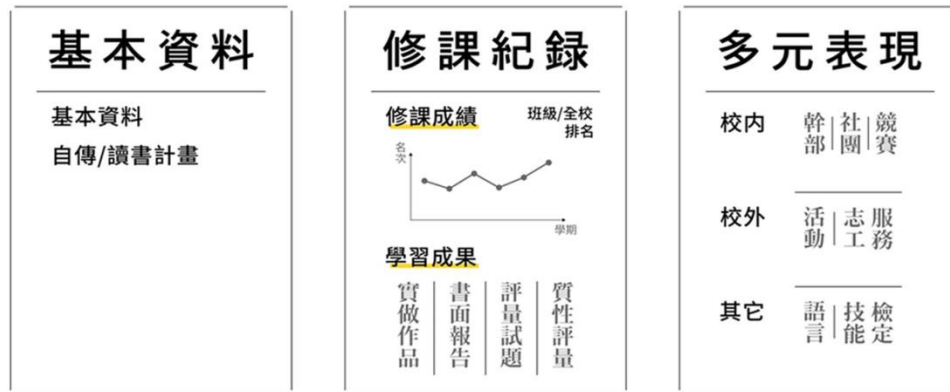 基本資料
基本資料
自傳/讀書計畫
修課紀錄
修課成績
班級/全校
排名
名次
學期
學習成果
實做作品
書面報告
評量試題
質性評量
多元表現
校內
幹部
社團
競賽
校外
活動
志工
服務
其它
語言
技能
檢定